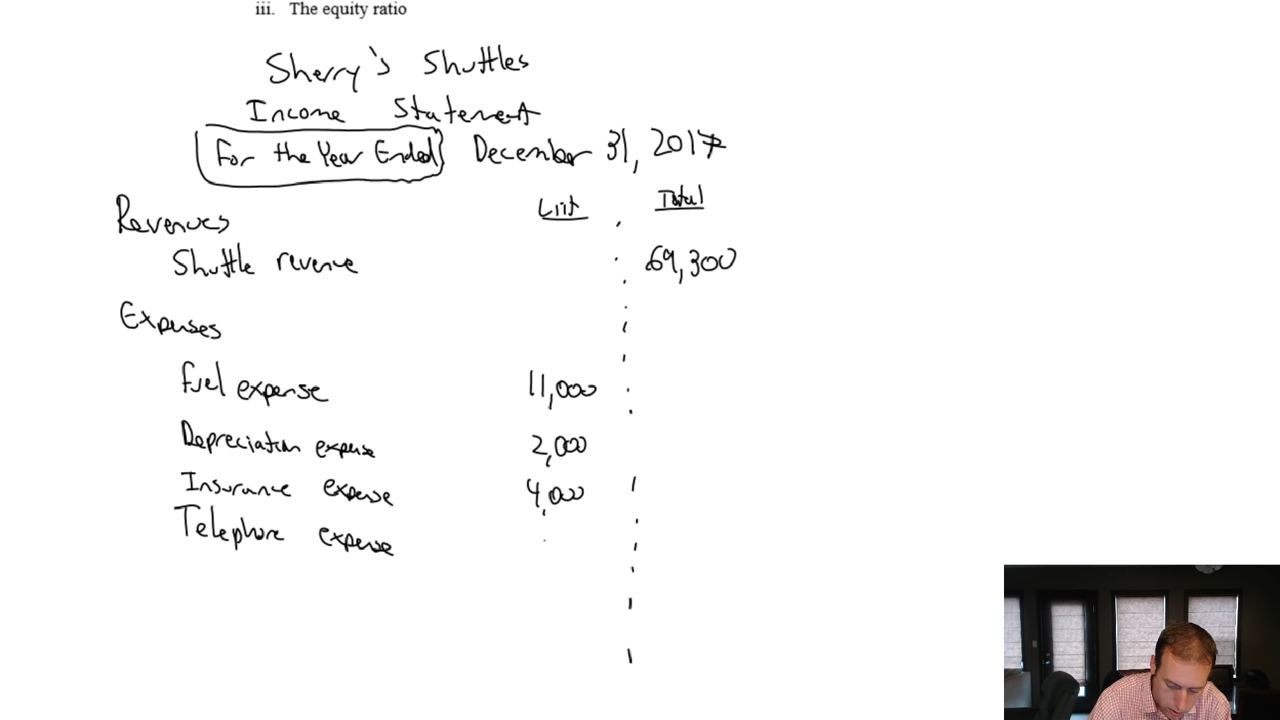 iii. The equity ratio
Sherry's Shuttles
Income Statement
For the Year Ended December 31, 2017
List Total
Revenues
Shuttle revenue 69,300
Expenses
Fuel expense 11,000
Depreciation expense 2,000
Insurance expense 4,000
Telephone expense